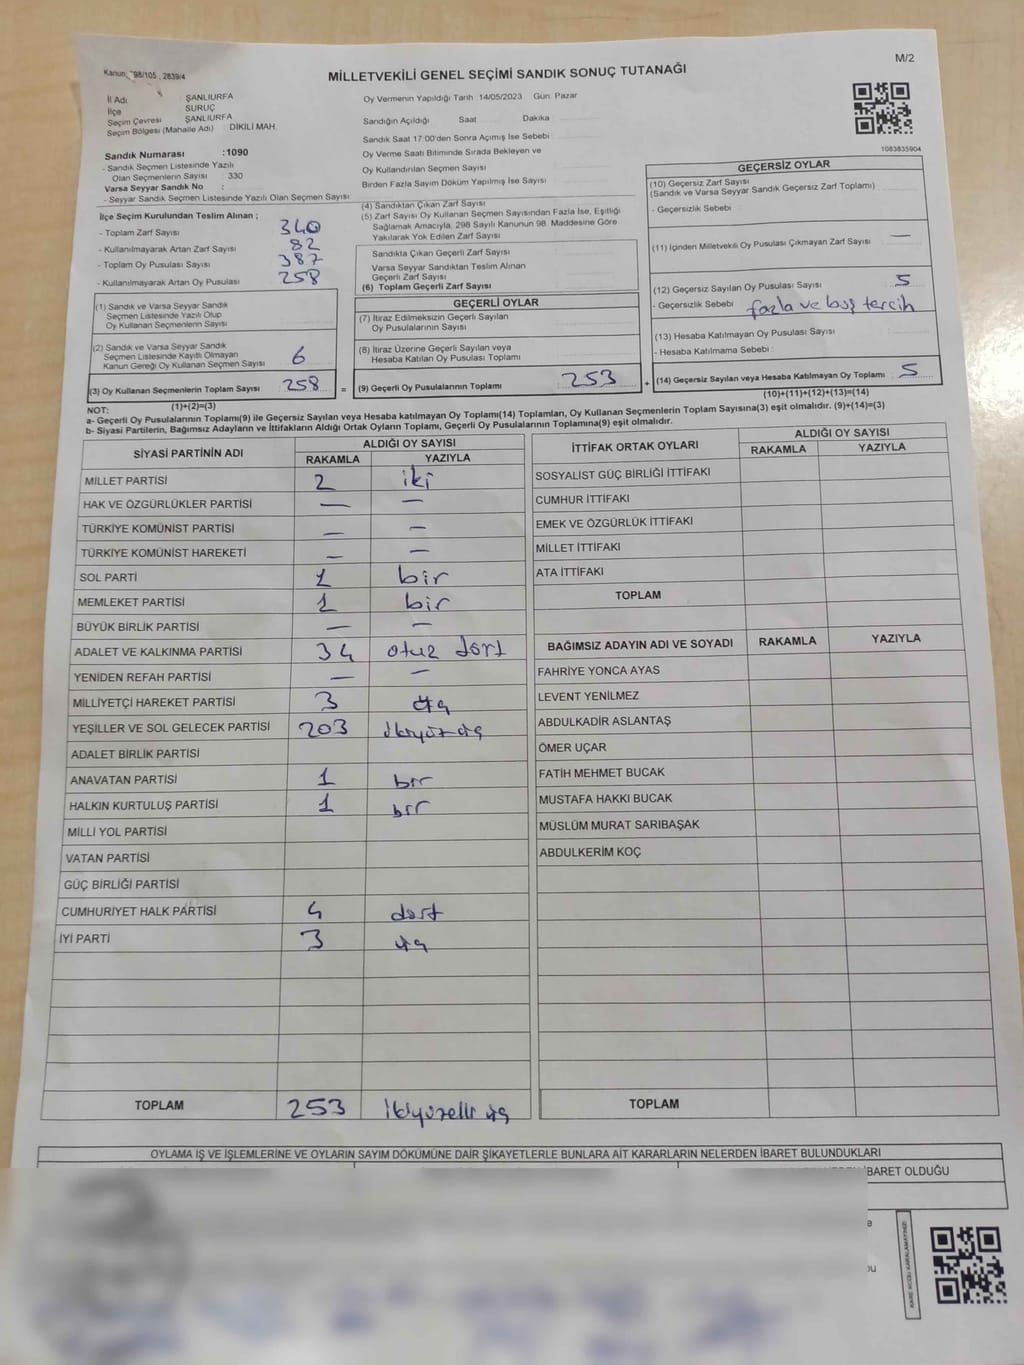 Kanun: 298/105, 2839/4
M/2
MİLLETVEKİLİ GENEL SEÇİMİ SANDIK SONUÇ TUTANAĞI
İl Adı ŞANLIURFA
İlçe SURUÇ
Seçim Çevresi ŞANLIURFA
Seçim Bölgesi (Mahalle Adı) DİKİLİ MAH.
Sandık Numarası :1090
- Sandık Seçmen Listesinde Yazılı
Olan Seçmenlerin Sayısı : 330
Varsa Seyyar Sandık No :
- Seyyar Sandık Seçmen Listesinde Yazılı Olan Seçmen Sayısı
İlçe Seçim Kurulundan Teslim Alınan ;
- Toplam Zarf Sayısı 340
- Kullanılmayarak Artan Zarf Sayısı 82
- Toplam Oy Pusulası Sayısı 387
- Kullanılmayarak Artan Oy Pusulası 258
(1) Sandık ve Varsa Seyyar Sandık
Seçmen Listesinde Yazılı Olup
Oy Kullanan Seçmenlerin Sayısı
(2) Sandık ve Varsa Seyyar Sandık
Seçmen Listesinde Kayıtlı Olmayan
Kanun Gereği Oy Kullanan Seçmen Sayısı 6
(3) Oy Kullanan Seçmenlerin Toplam Sayısı 258
(1)+(2)=(3)
Oy Vermenin Yapıldığı Tarih 14/05/2023 Gün: Pazar
Sandığın Açıldığı Saat Dakika
Sandık Saat 17:00'den Sonra Açımış İse Sebebi
Oy Verme Saati Bitiminde Sırada Bekleyen ve
Oy Kullandırılan Seçmen Sayısı
Birden Fazla Sayım Döküm Yapılmış İse Sayısı
(4) Sandıktan Çıkan Zarf Sayısı
(5) Zarf Sayısı Oy Kullanan Seçmen Sayısından Fazla İse, Eşitliği
Sağlamak Amacıyla, 298 Sayılı Kanunun 98. Maddesine Göre
Yakılarak Yok Edilen Zarf Sayısı
Sandıkta Çıkan Geçerli Zarf Sayısı
Varsa Seyyar Sandıktan Teslim Alınan
Geçerli Zarf Sayısı
(6) Toplam Geçerli Zarf Sayısı
GEÇERLİ OYLAR
(7) İtiraz Edilmeksizin Geçerli Sayılan
Oy Pusulalarının Sayısı
(8) İtiraz Üzerine Geçerli Sayılan veya
Hesaba Katılan Oy Pusulası Toplamı
= (9) Geçerli Oy Pusulalarının Toplamı 253 +
1083835904
GEÇERSİZ OYLAR
(10) Geçersiz Zarf Sayısı
(Sandık ve Varsa Seyyar Sandık Geçersiz Zarf Toplamı)
- Geçersizlik Sebebi
(11) İçinden Milletvekili Oy Pusulası Çıkmayan Zarf Sayısı —
(12) Geçersiz Sayılan Oy Pusulası Sayısı 5
- Geçersizlik Sebebi fazla ve boş tercih
(13) Hesaba Katılmayan Oy Pusulası Sayısı
- Hesaba Katılmama Sebebi
(14) Geçersiz Sayılan veya Hesaba Katılmayan Oy Toplamı 5
(10)+(11)+(12)+(13)=(14)
NOT:
a- Geçerli Oy Pusulalarının Toplamı(9) ile Geçersiz Sayılan veya Hesaba katılmayan Oy Toplamı(14) Toplamları, Oy Kullanan Seçmenlerin Toplam Sayısına(3) eşit olmalıdır. (9)+(14)=(3)
b- Siyasi Partilerin, Bağımsız Adayların ve İttifakların Aldığı Ortak Oyların Toplamı, Geçerli Oy Pusulalarının Toplamına(9) eşit olmalıdır.
SİYASİ PARTİNİN ADI ALDIĞI OY SAYISI
RAKAMLA YAZIYLA
MİLLET PARTİSİ 2 iki
HAK VE ÖZGÜRLÜKLER PARTİSİ — —
TÜRKİYE KOMÜNİST PARTİSİ — —
TÜRKİYE KOMÜNİST HAREKETİ — —
SOL PARTİ 1 bir
MEMLEKET PARTİSİ 1 bir
BÜYÜK BİRLİK PARTİSİ — —
ADALET VE KALKINMA PARTİSİ 34 otuz dört
YENİDEN REFAH PARTİSİ — —
MİLLİYETÇİ HAREKET PARTİSİ 3 üç
YEŞİLLER VE SOL GELECEK PARTİSİ 203 ikiyüz üç
ADALET BİRLİK PARTİSİ
ANAVATAN PARTİSİ 1 bir
HALKIN KURTULUŞ PARTİSİ 1 bir
MİLLİ YOL PARTİSİ
VATAN PARTİSİ
GÜÇ BİRLİĞİ PARTİSİ
CUMHURİYET HALK PARTİSİ 4 dört
İYİ PARTİ 3 üç
TOPLAM 253 ikiyüzelli üç
İTTİFAK ORTAK OYLARI ALDIĞI OY SAYISI
RAKAMLA YAZIYLA
SOSYALİST GÜÇ BİRLİĞİ İTTİFAKI
CUMHUR İTTİFAKI
EMEK VE ÖZGÜRLÜK İTTİFAKI
MİLLET İTTİFAKI
ATA İTTİFAKI
TOPLAM
BAĞIMSIZ ADAYIN ADI VE SOYADI RAKAMLA YAZIYLA
FAHRİYE YONCA AYAS
LEVENT YENİLMEZ
ABDULKADİR ASLANTAŞ
ÖMER UÇAR
FATİH MEHMET BUCAK
MUSTAFA HAKKI BUCAK
MÜSLÜM MURAT SARIBAŞAK
ABDULKERİM KOÇ
TOPLAM
OYLAMA İŞ VE İŞLEMLERİNE VE OYLARIN SAYIM DÖKÜMÜNE DAİR ŞİKAYETLERLE BUNLARA AİT KARARLARIN NELERDEN İBARET BULUNDUKLARI
İBARET OLDUĞU
KARE KODU KARALAMAYINIZ!